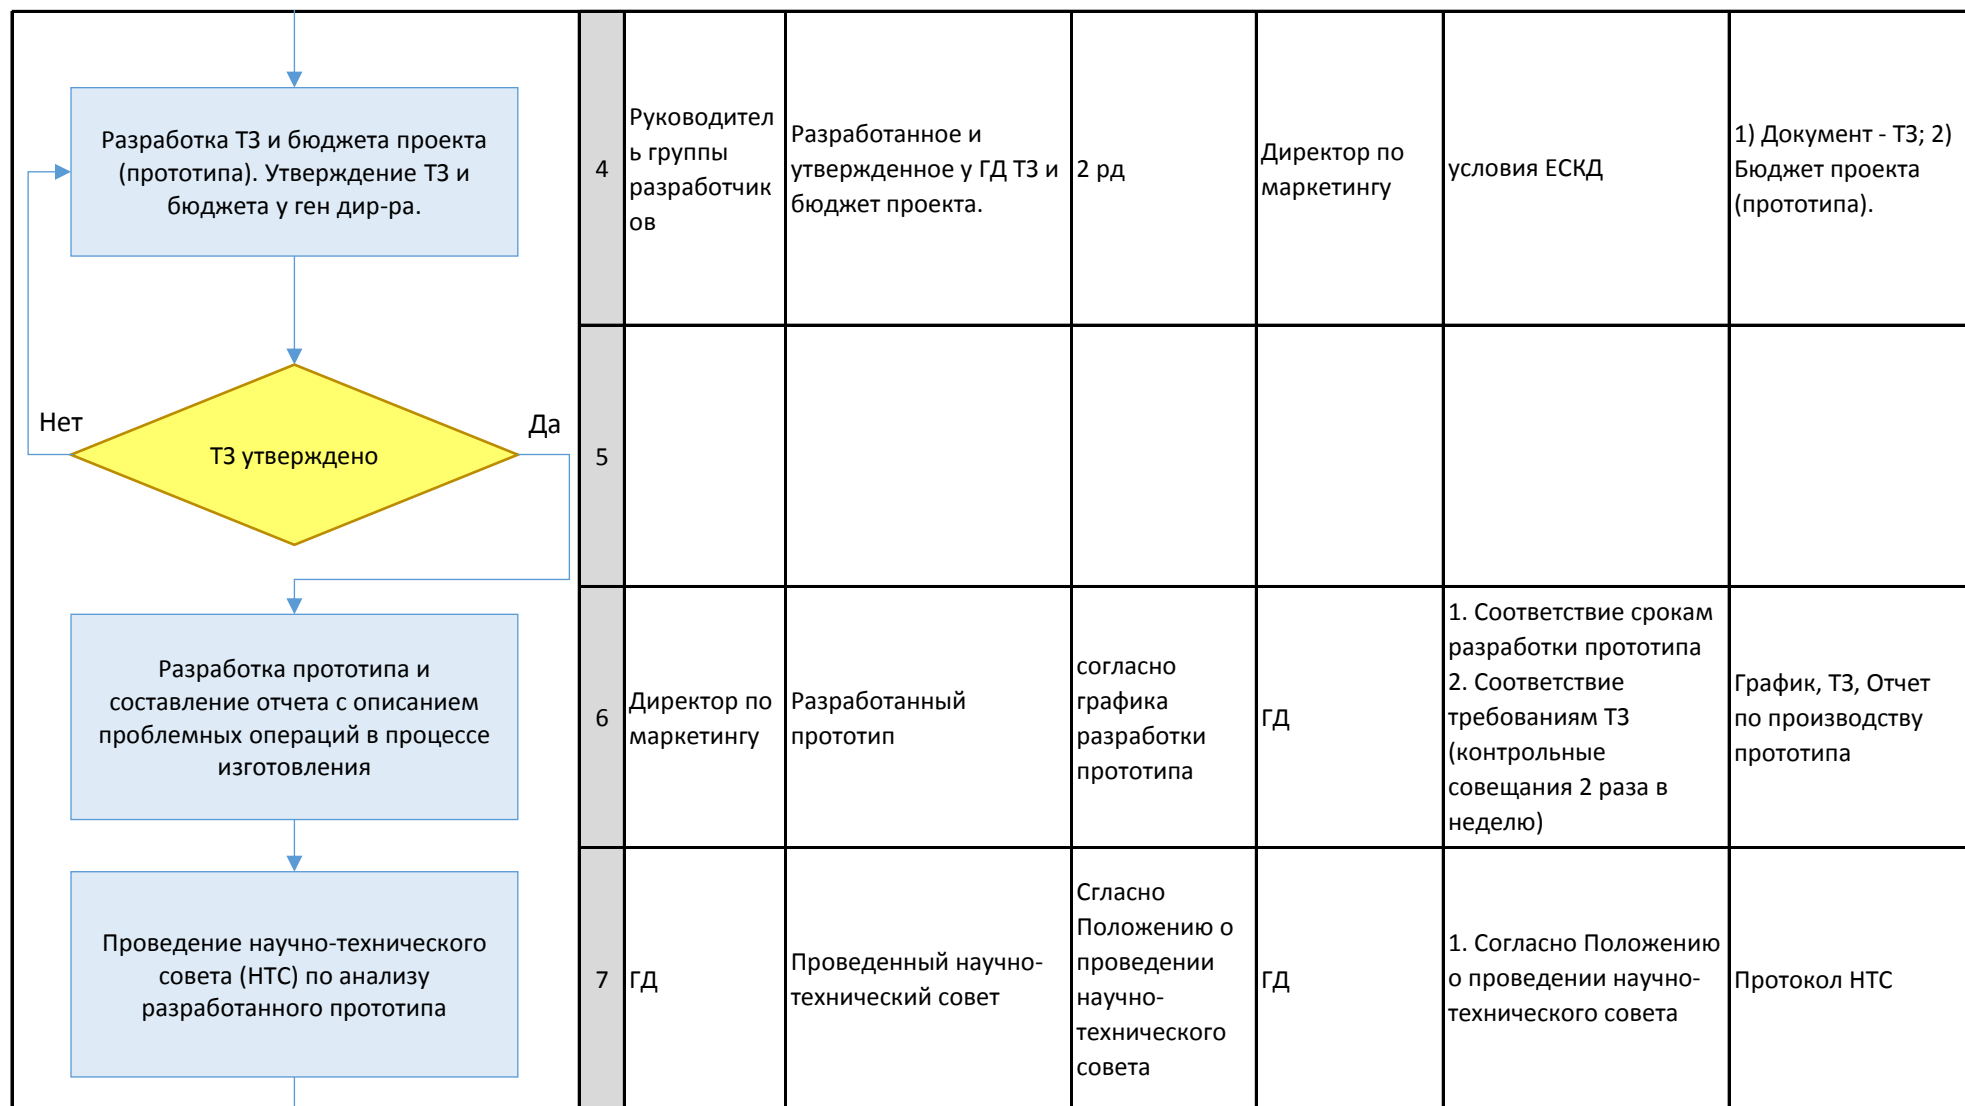 Разработка ТЗ и бюджета проекта
(прототипа). Утверждение ТЗ и
бюджета у ген дир-ра.
4
Руководител
ь группы
разработчик
ов
Разработанное и
утвержденное у ГД ТЗ и
бюджет проекта.
2 рд
Директор по
маркетингу
условия ЕСКД
1) Документ - ТЗ; 2)
Бюджет проекта
(прототипа).
Нет
Да
ТЗ утверждено
5
Разработка прототипа и
составление отчета с описанием
проблемных операций в процессе
изготовления
6
Директор по
маркетингу
Разработанный
прототип
согласно
графика
разработки
прототипа
ГД
1. Соответствие срокам
разработки прототипа
2. Соответствие
требованиям ТЗ
(контрольные
совещания 2 раза в
неделю)
График, ТЗ, Отчет
по производству
прототипа
Проведение научно-технического
совета (НТС) по анализу
разработанного прототипа
7
ГД
Проведенный научно-
технический совет
Сгласно
Положению о
проведении
научно-
технического
совета
ГД
1. Согласно Положению
о проведении научно-
технического совета
Протокол НТС